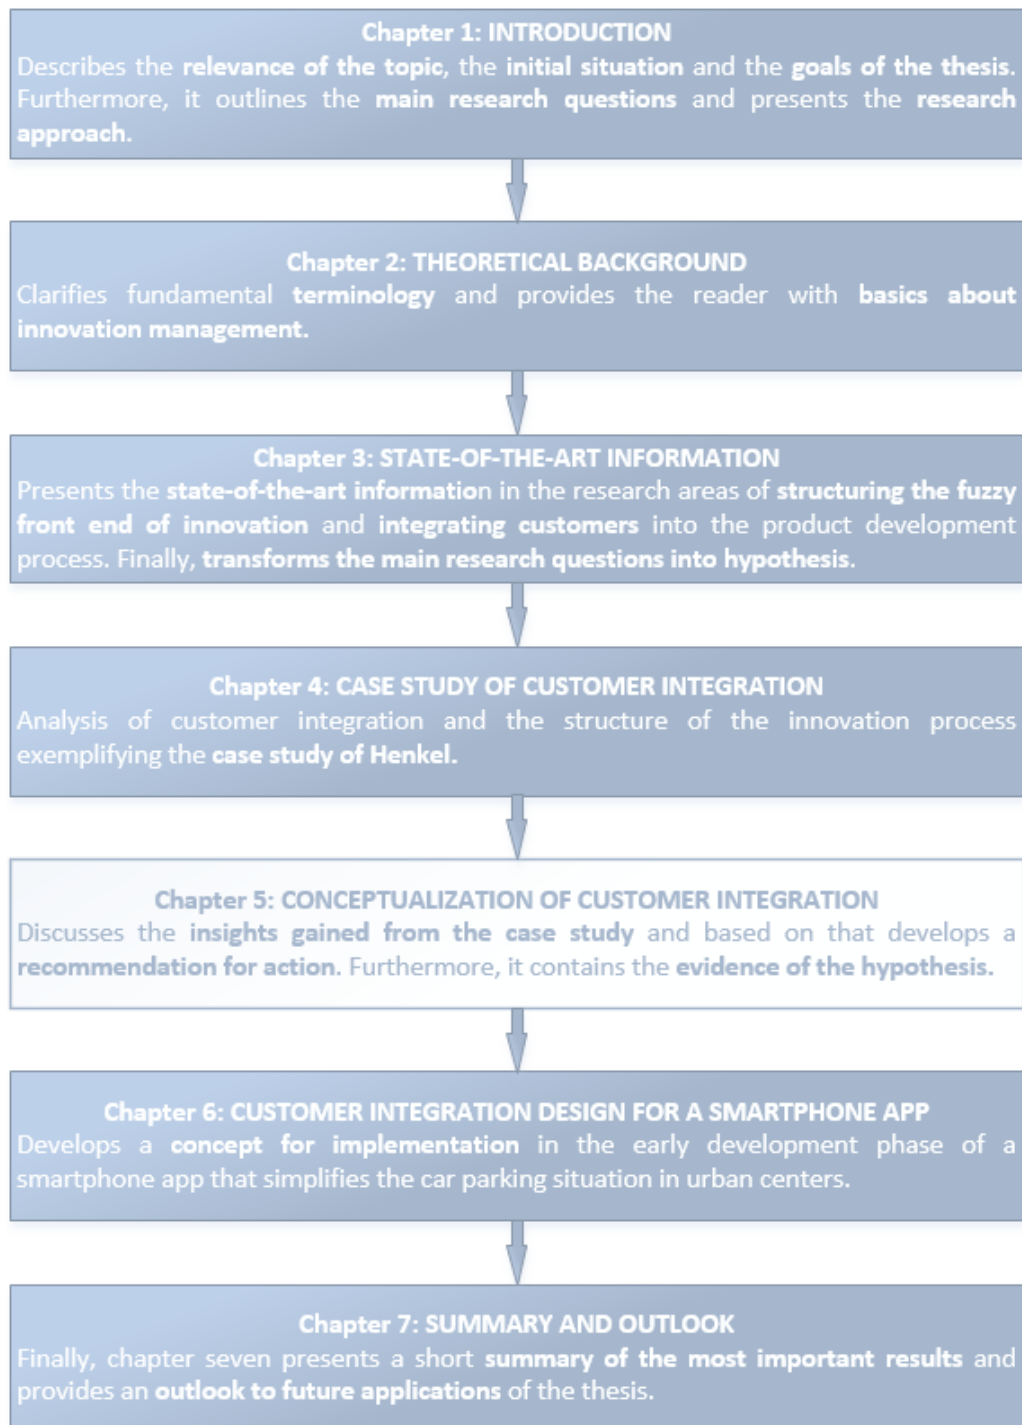 Chapter 1: INTRODUCTION
Describes the relevance of the topic, the initial situation and the goals of the thesis.
Furthermore, it outlines the main research questions and presents the research
approach.
Chapter 2: THEORETICAL BACKGROUND
Clarifies fundamental terminology and provides the reader with basics about
innovation management.
Chapter 3: STATE-OF-THE-ART INFORMATION
Presents the state-of-the-art information in the research areas of structuring the fuzzy
front end of innovation and integrating customers into the product development
process. Finally, transforms the main research questions into hypothesis.
Chapter 4: CASE STUDY OF CUSTOMER INTEGRATION
Analysis of customer integration and the structure of the innovation process
exemplifying the case study of Henkel.
Chapter 5: CONCEPTUALIZATION OF CUSTOMER INTEGRATION
Discusses the insights gained from the case study and based on that develops a
recommendation for action. Furthermore, it contains the evidence of the hypothesis.
Chapter 6: CUSTOMER INTEGRATION DESIGN FOR A SMARTPHONE APP
Develops a concept for implementation in the early development phase of a
smartphone app that simplifies the car parking situation in urban centers.
Chapter 7: SUMMARY AND OUTLOOK
Finally, chapter seven presents a short summary of the most important results and
provides an outlook to future applications of the thesis.